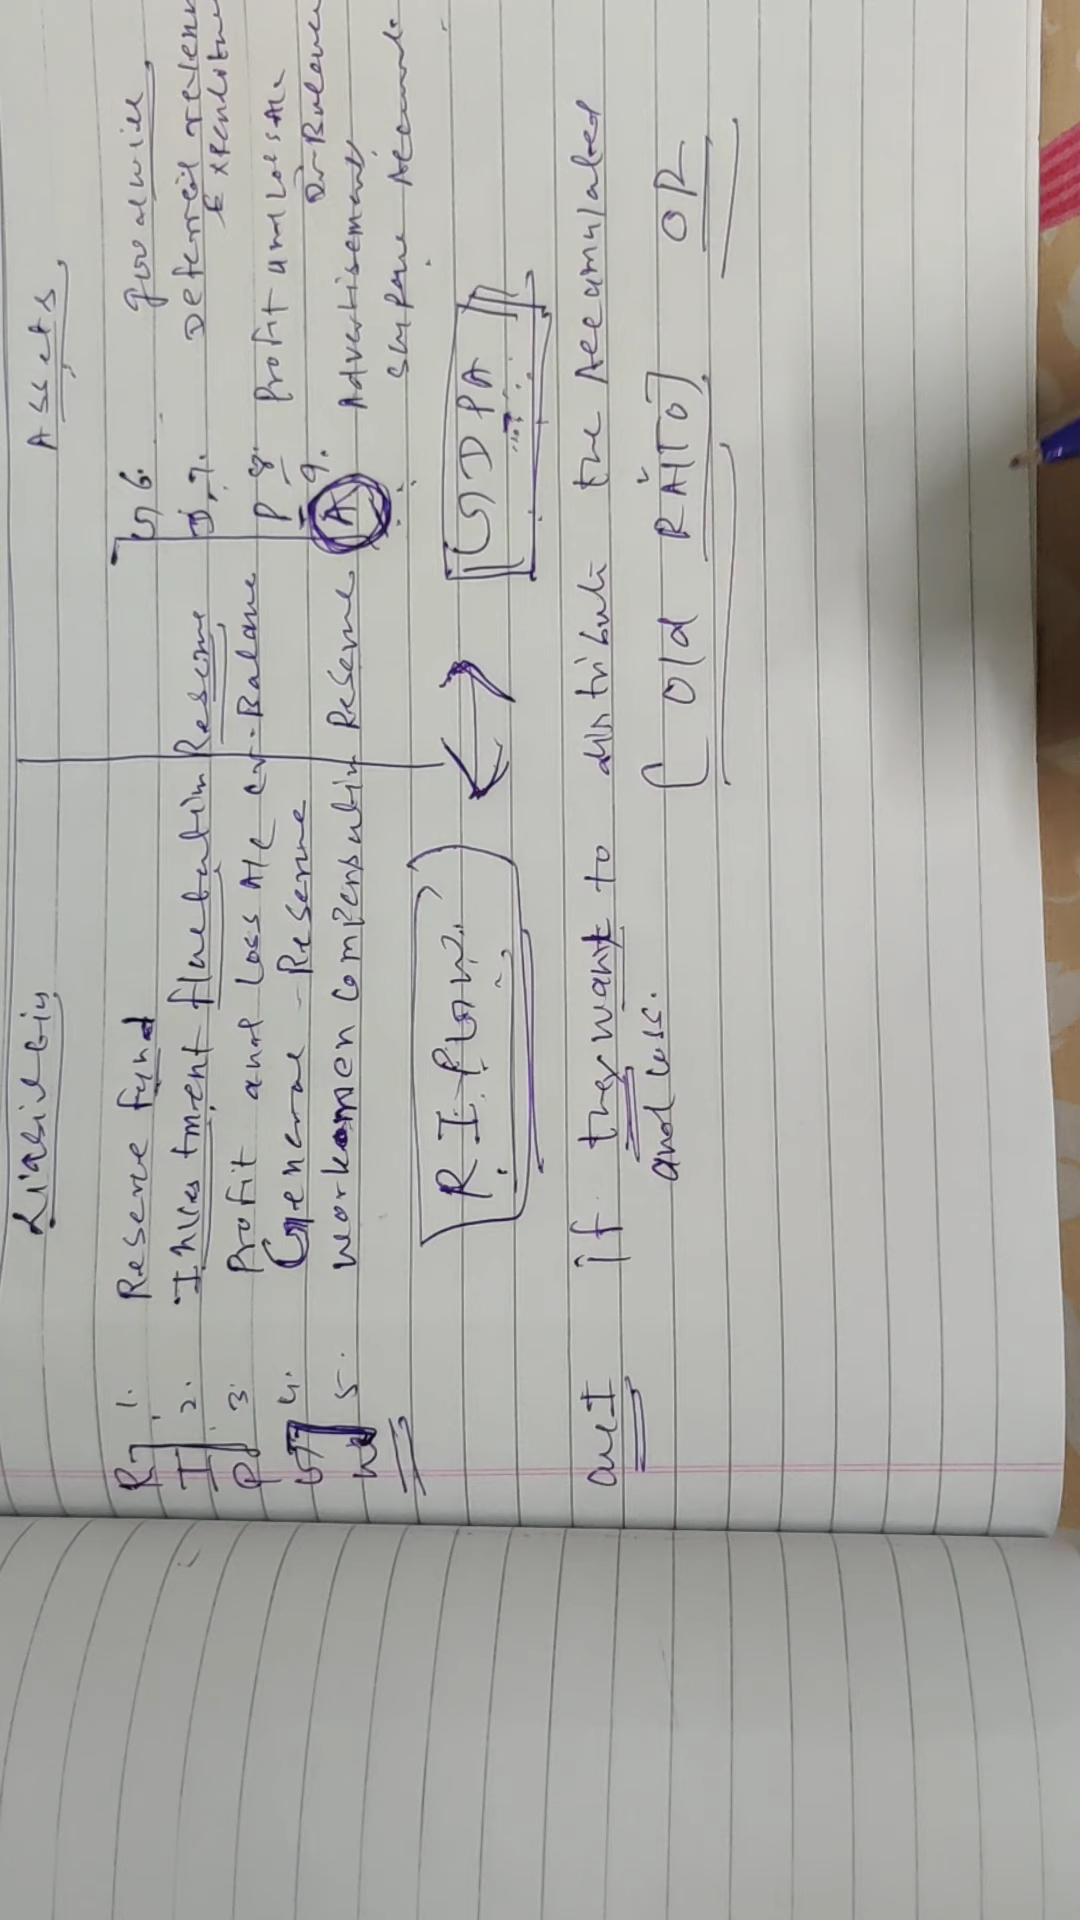 Liabilities
Assets
R 1. Reserve fund
I 2. Investment fluctuation Reserve
P 3 Profit and Loss A/c cr-Balance
G 4. General-Reserve
W 5. workmen compensation Reserve
G 6. goodwill
D, 7. Deferred revenue
Expenditure
P 8. Profit and Loss A/c
Dr-Balance
A 9. Advertisement
Suspense Account
R I PGW
GDPA
if they want to distribute the Accumulated
and loss.
Old RATIO OR